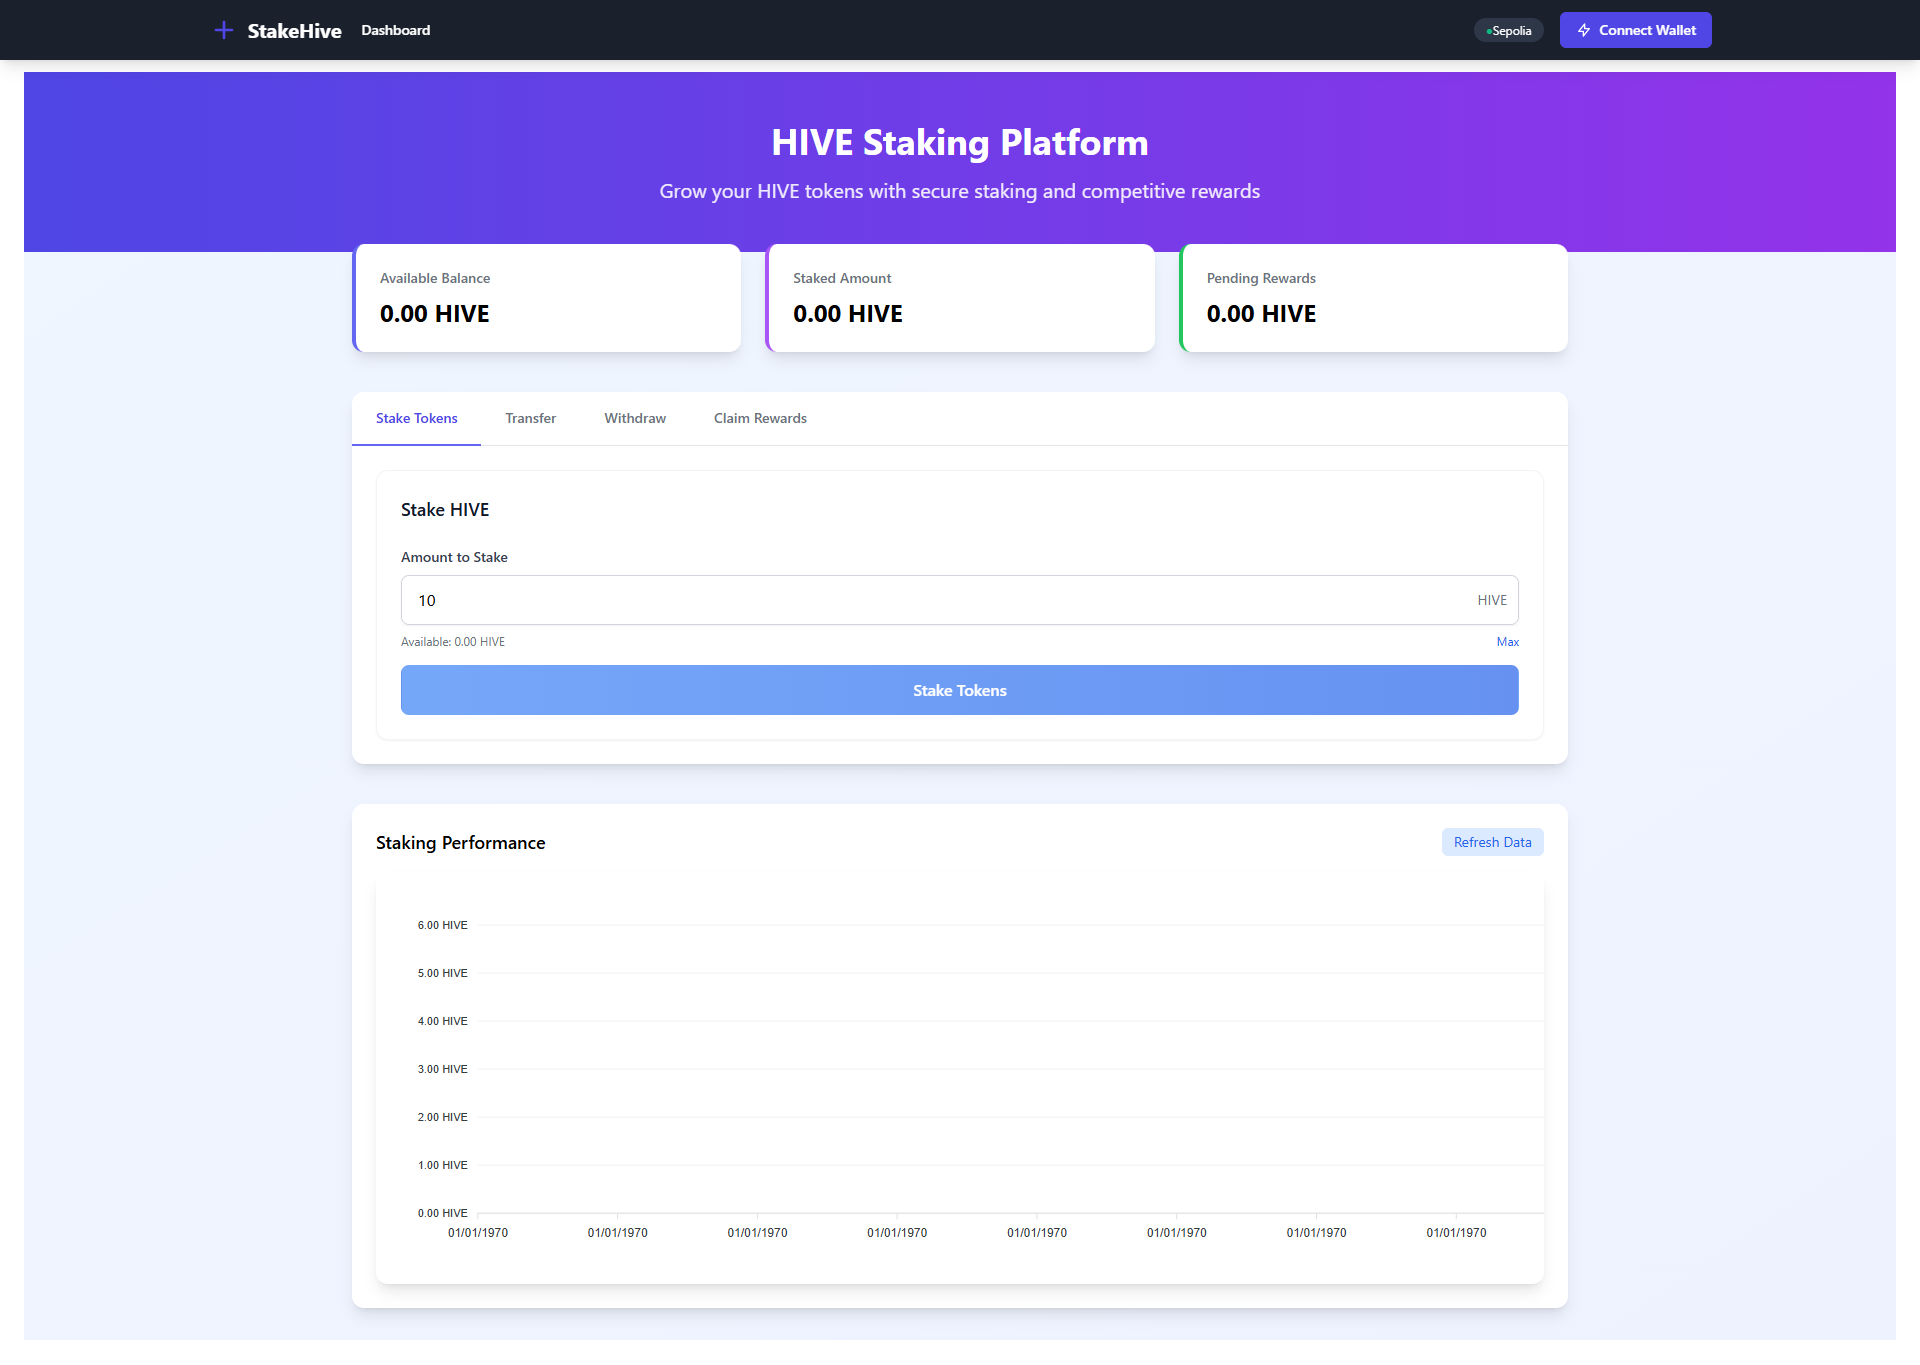 StakeHive Dashboard Sepolia Connect Wallet
HIVE Staking Platform
Grow your HIVE tokens with secure staking and competitive rewards
Available Balance
0.00 HIVE
Staked Amount
0.00 HIVE
Pending Rewards
0.00 HIVE
Stake Tokens Transfer Withdraw Claim Rewards
Stake HIVE
Amount to Stake
10 HIVE
Available: 0.00 HIVE Max
Stake Tokens
Staking Performance Refresh Data
6.00 HIVE
5.00 HIVE
4.00 HIVE
3.00 HIVE
2.00 HIVE
1.00 HIVE
0.00 HIVE
01/01/1970 01/01/1970 01/01/1970 01/01/1970 01/01/1970 01/01/1970 01/01/1970 01/01/1970